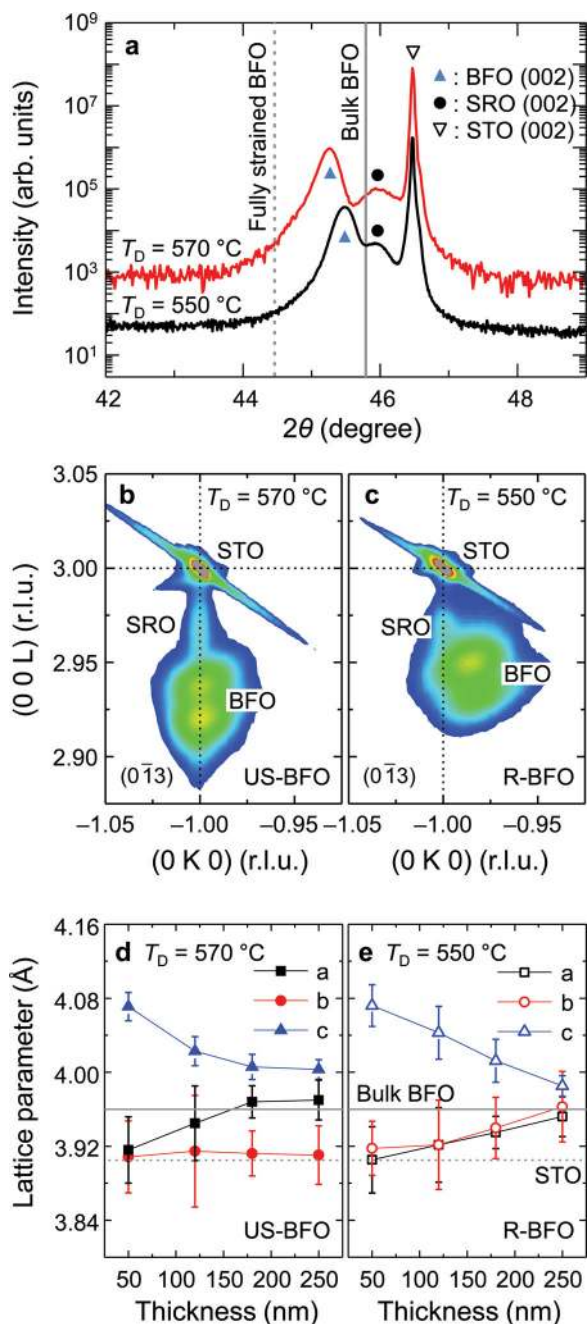 a
Fully strained BFO
Bulk BFO
▲ : BFO (002)
● : SRO (002)
▽ : STO (002)
T_D = 570 °C
T_D = 550 °C
10⁹
10⁷
10⁵
10³
10¹
Intensity (arb. units)
42 44 46 48
2θ (degree)
b T_D = 570 °C
STO
SRO
BFO
(01̄3) US-BFO
3.05
3.00
2.95
2.90
(0 0 L) (r.l.u.)
−1.05 −1.00 −0.95
(0 K 0) (r.l.u.)
c T_D = 550 °C
STO
SRO
BFO
(01̄3) R-BFO
−1.05 −1.00 −0.95
(0 K 0) (r.l.u.)
d T_D = 570 °C
a
b
c
US-BFO
4.16
4.08
4.00
3.92
3.84
Lattice parameter (Å)
50 100 150 200 250
Thickness (nm)
e T_D = 550 °C
a
b
c
Bulk BFO
STO
R-BFO
50 100 150 200 250
Thickness (nm)